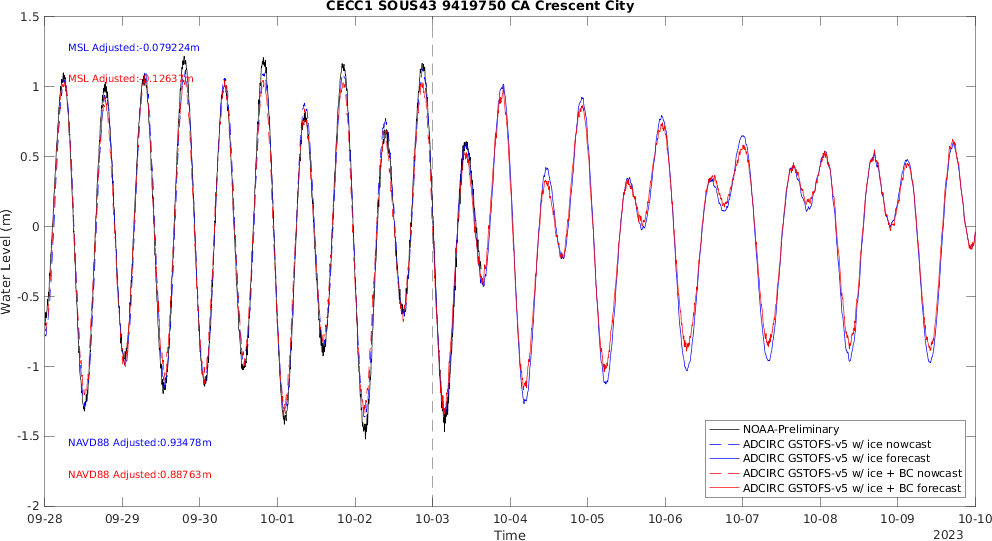 CECC1 SOUS43 9419750 CA Crescent City
1.5
1
0.5
0
-0.5
-1
-1.5
-2
Water Level (m)
MSL Adjusted:-0.079224m
MSL Adjusted:-0.12637m
NAVD88 Adjusted:0.93478m
NAVD88 Adjusted:0.88763m
NOAA-Preliminary
ADCIRC GSTOFS-v5 w/ ice nowcast
ADCIRC GSTOFS-v5 w/ ice forecast
ADCIRC GSTOFS-v5 w/ ice + BC nowcast
ADCIRC GSTOFS-v5 w/ ice + BC forecast
09-28 09-29 09-30 10-01 10-02 10-03 10-04 10-05 10-06 10-07 10-08 10-09 10-10
Time
2023